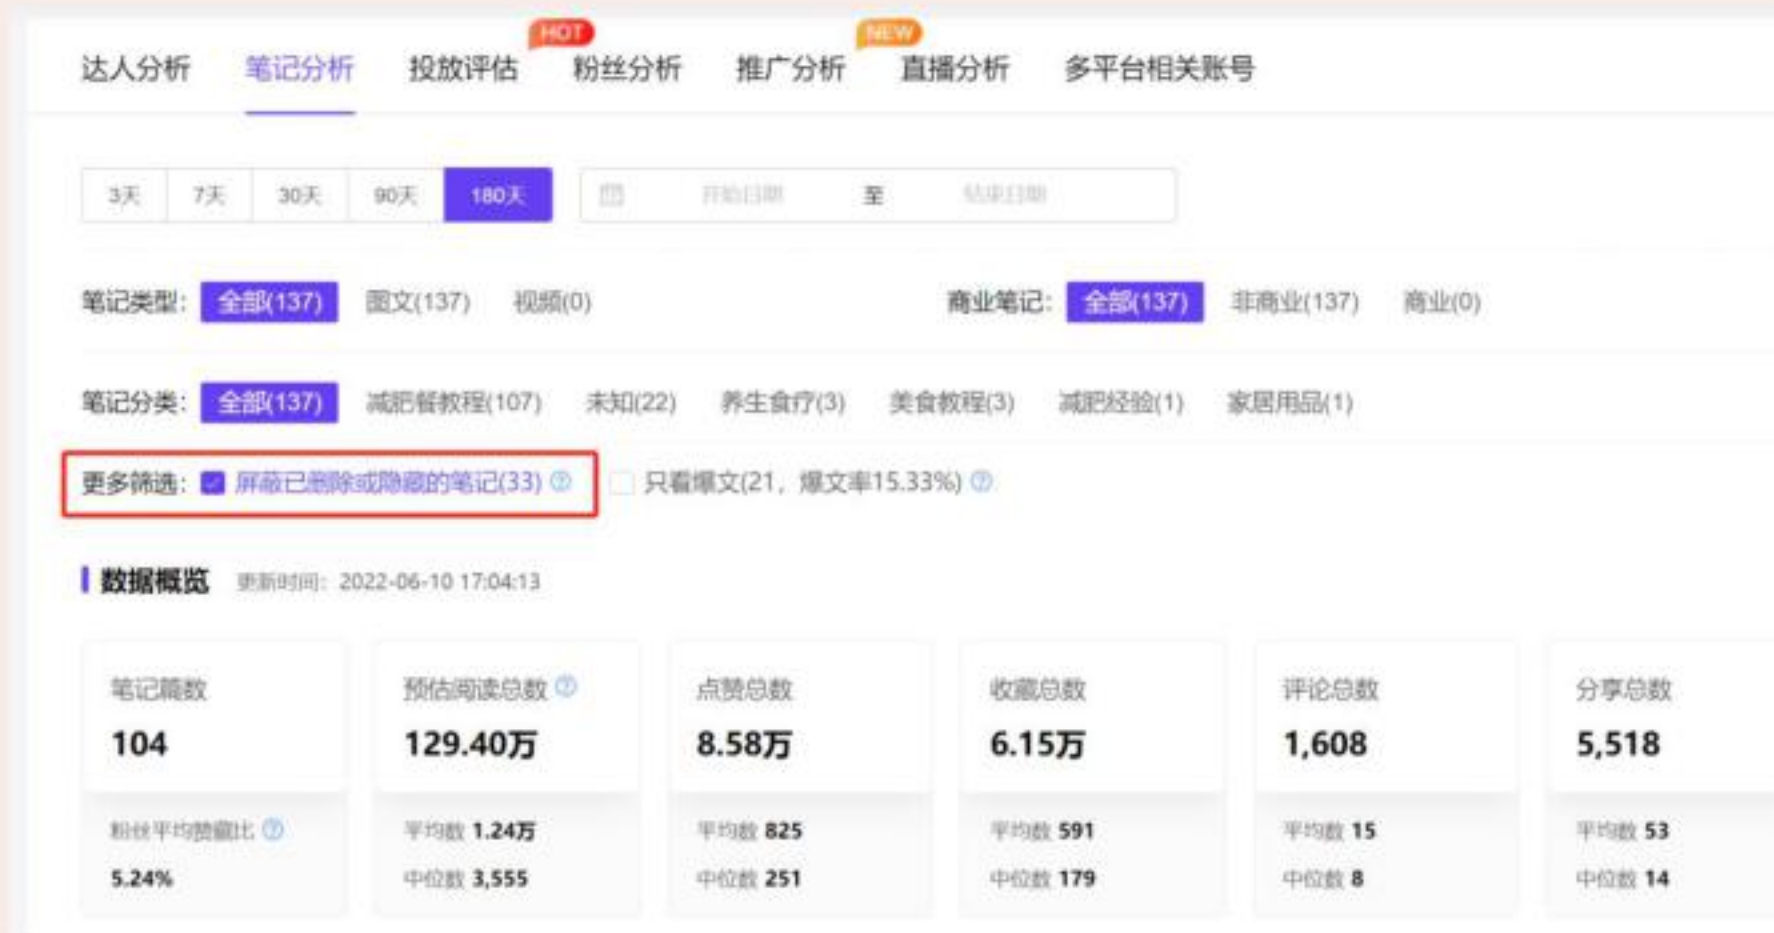 HOT NEW
达人分析 笔记分析 投放评估 粉丝分析 推广分析 直播分析 多平台相关账号
3天 7天 30天 90天 180天 开始日期 至 结束日期
笔记类型: 全部(137) 图文(137) 视频(0) 商业笔记: 全部(137) 非商业(137) 商业(0)
笔记分类: 全部(137) 减肥餐教程(107) 未知(22) 养生食疗(3) 美食教程(3) 减肥经验(1) 家居用品(1)
更多筛选: 屏蔽已删除或隐藏的笔记(33) ? 只看爆文(21, 爆文率15.33%) ?
数据概览 更新时间: 2022-06-10 17:04:13
笔记篇数 预估阅读总数 ? 点赞总数 收藏总数 评论总数 分享总数
104 129.40万 8.58万 6.15万 1,608 5,518
粉丝平均赞藏比 ? 平均数 1.24万 平均数 825 平均数 591 平均数 15 平均数 53
5.24% 中位数 3,555 中位数 251 中位数 179 中位数 8 中位数 14